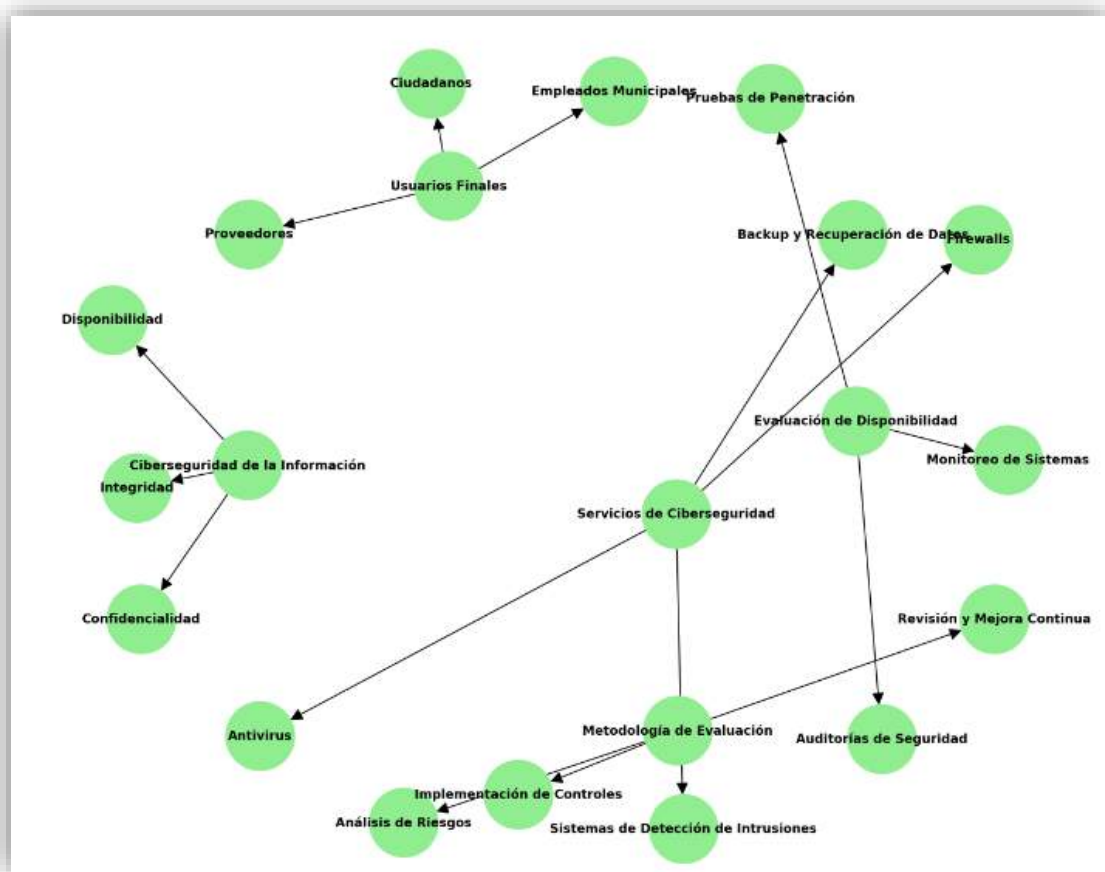 Ciudadanos
Empleados Municipales
Pruebas de Penetración
Usuarios Finales
Proveedores
Backup y Recuperación de Datos
Firewalls
Disponibilidad
Evaluación de Disponibilidad
Monitoreo de Sistemas
Ciberseguridad de la Información
Integridad
Servicios de Ciberseguridad
Confidencialidad
Revisión y Mejora Continua
Antivirus
Metodología de Evaluación
Auditorías de Seguridad
Implementación de Controles
Análisis de Riesgos
Sistemas de Detección de Intrusiones